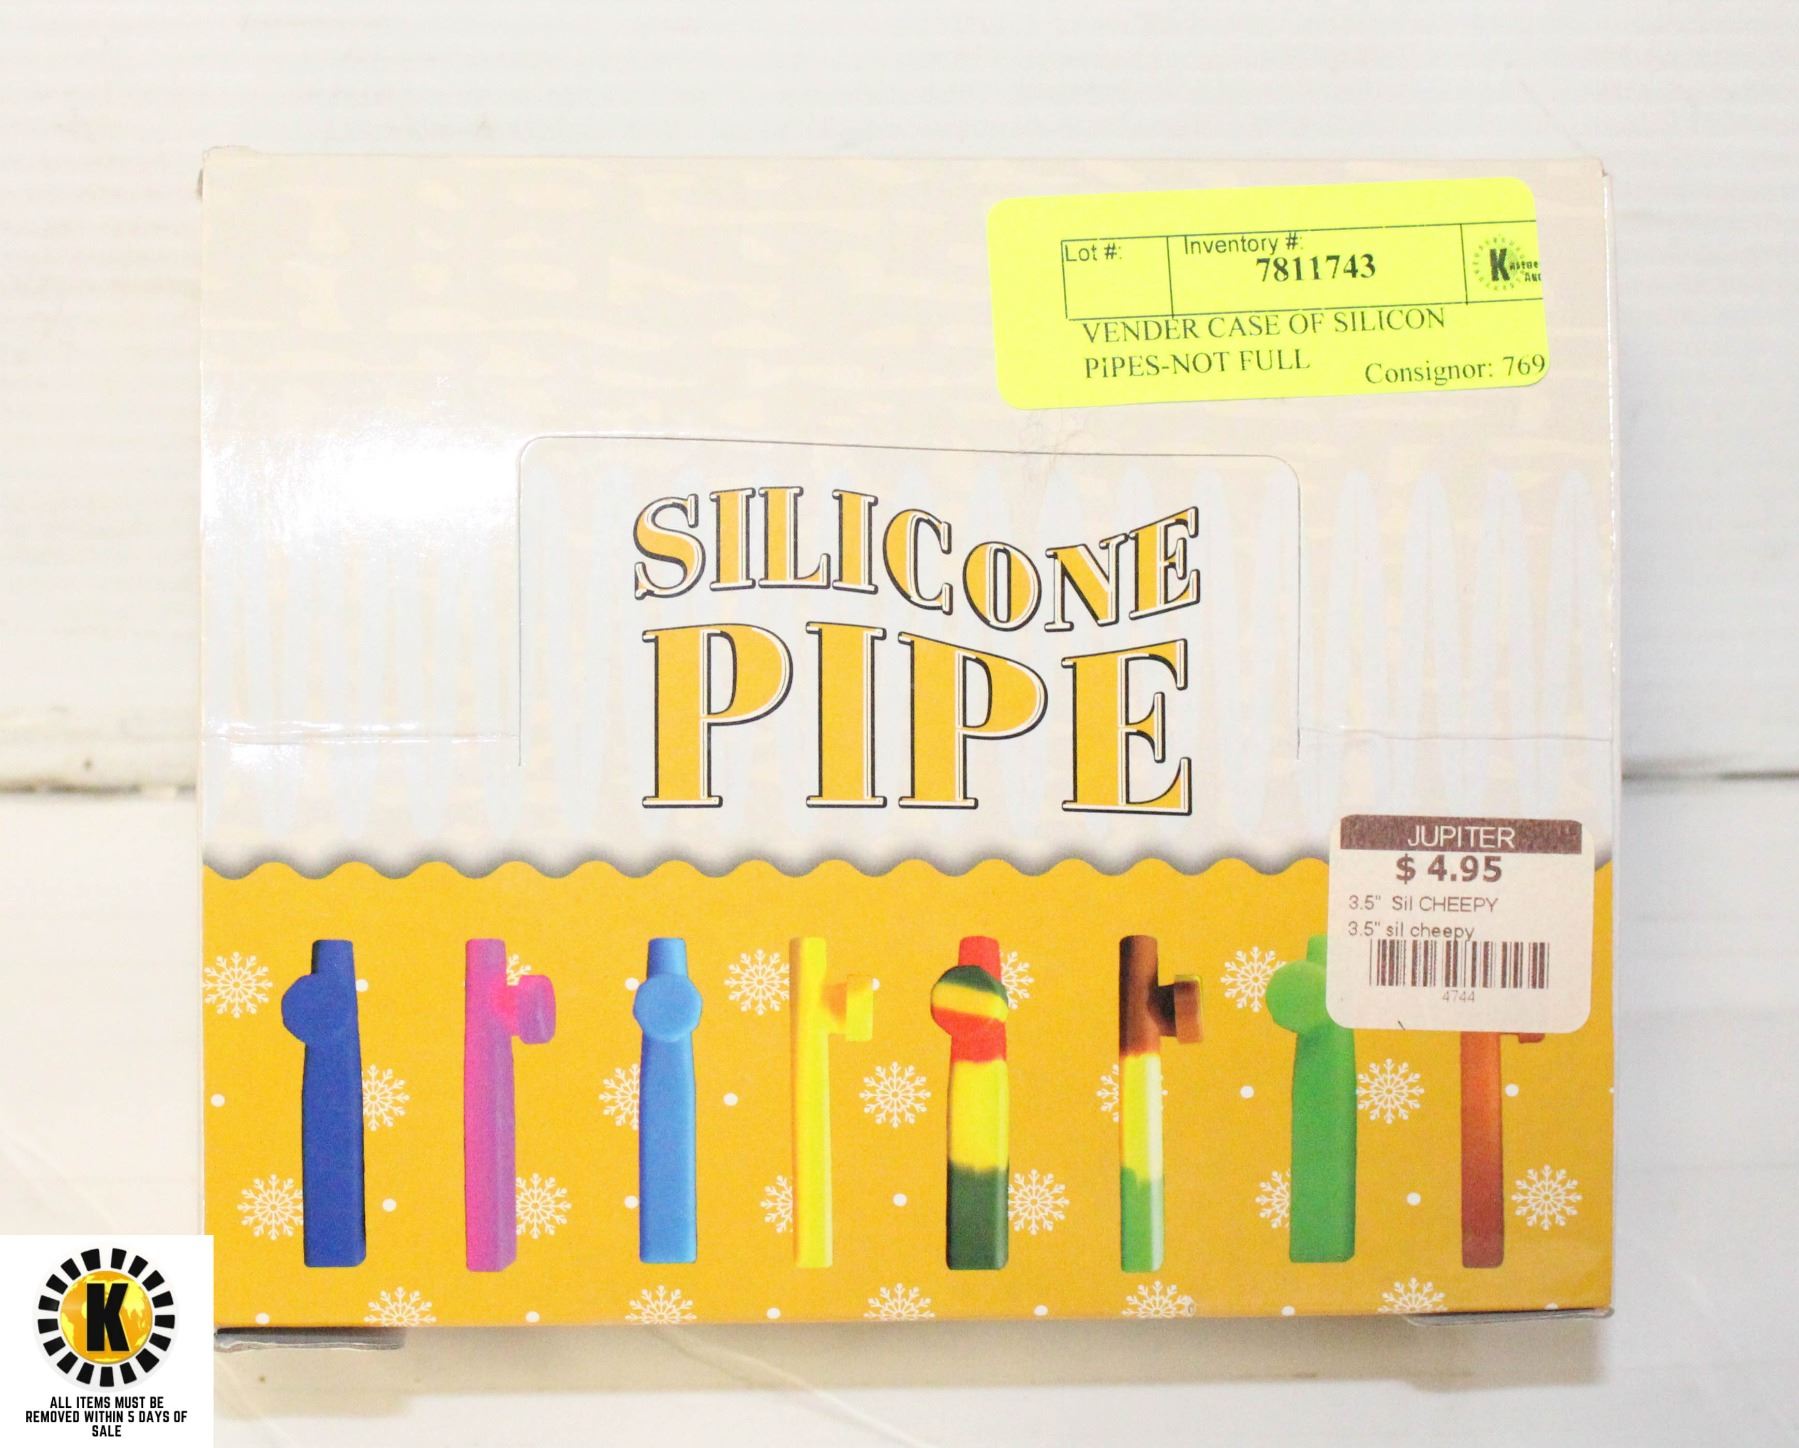 Lot #:
Inventory #:
7811743
K
VENDER CASE OF SILICON
PIPES-NOT FULL
Consignor: 769
SILICONE
PIPE
JUPITER
$ 4.95
3.5" Sil CHEEPY
3.5" sil cheepy
4744
K
ALL ITEMS MUST BE
REMOVED WITHIN 5 DAYS OF
SALE